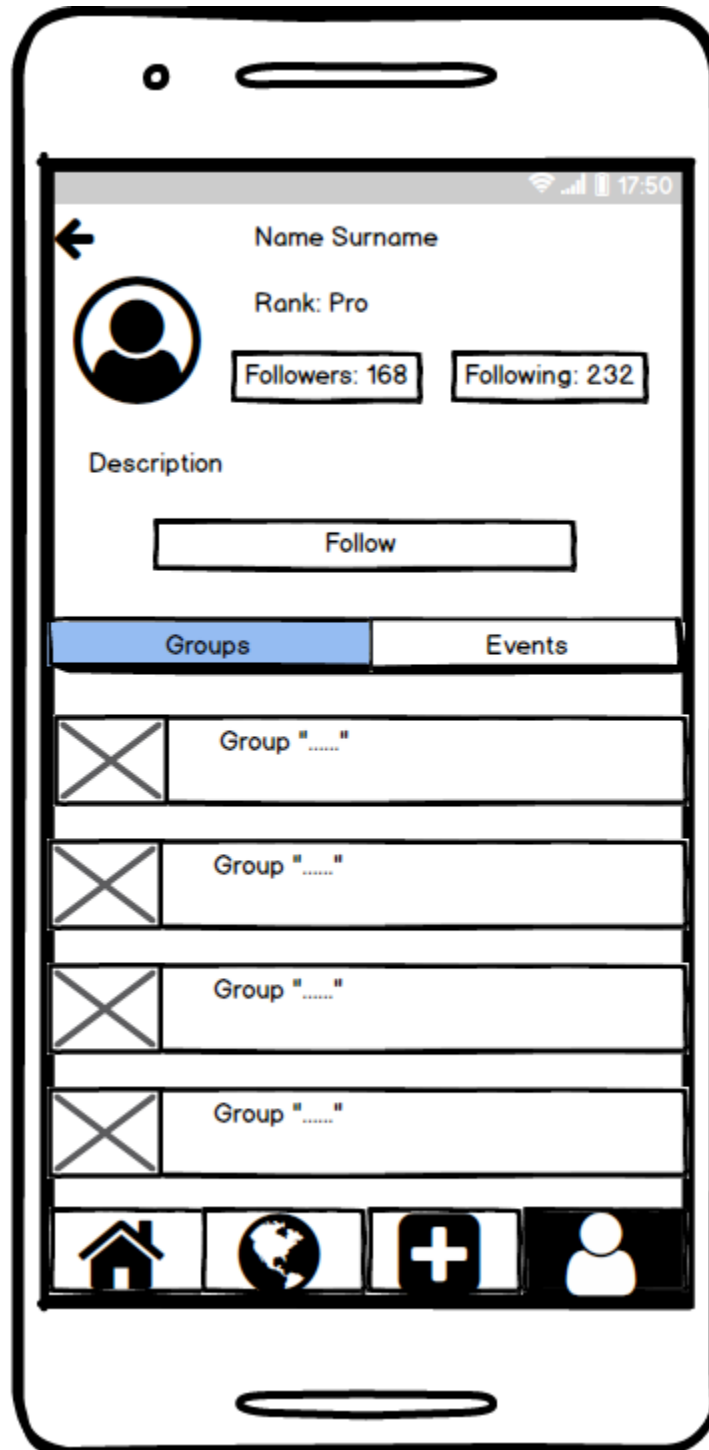 17:50
Name Surname
Rank: Pro
Followers: 168 Following: 232
Description
Follow
Groups Events
Group "......"
Group "......"
Group "......"
Group "......"